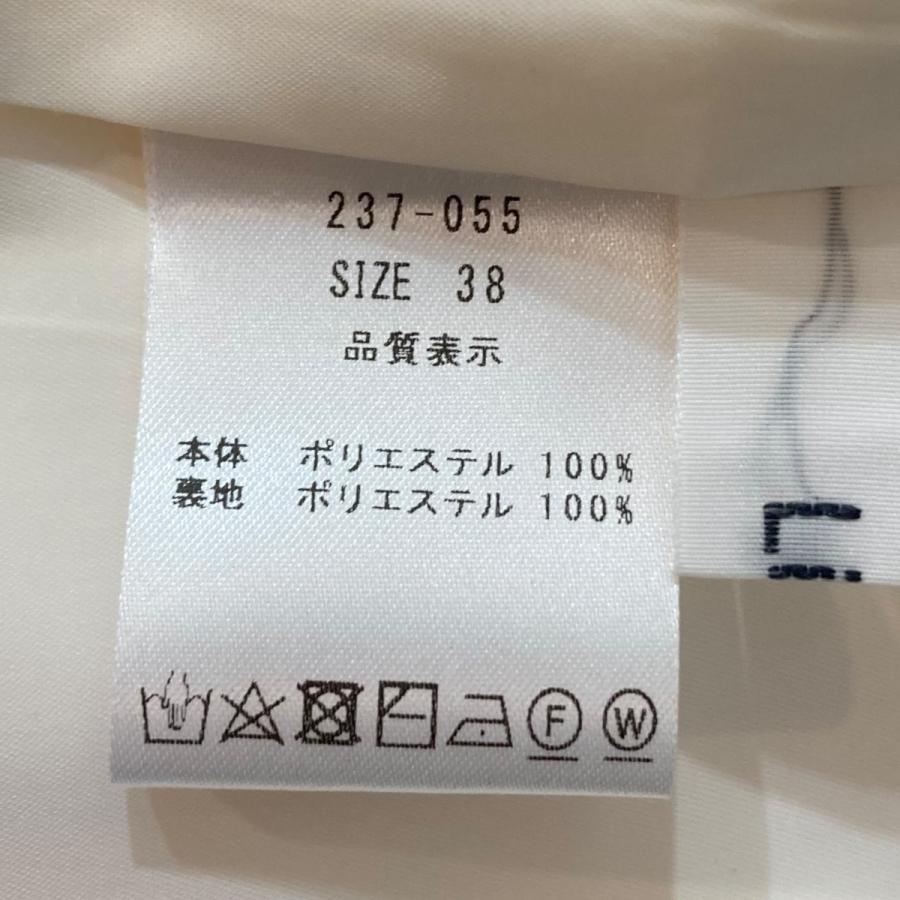 237-055
SIZE 38
品質表示
本体 ポリエステル 100%
裏地 ポリエステル 100%
F W